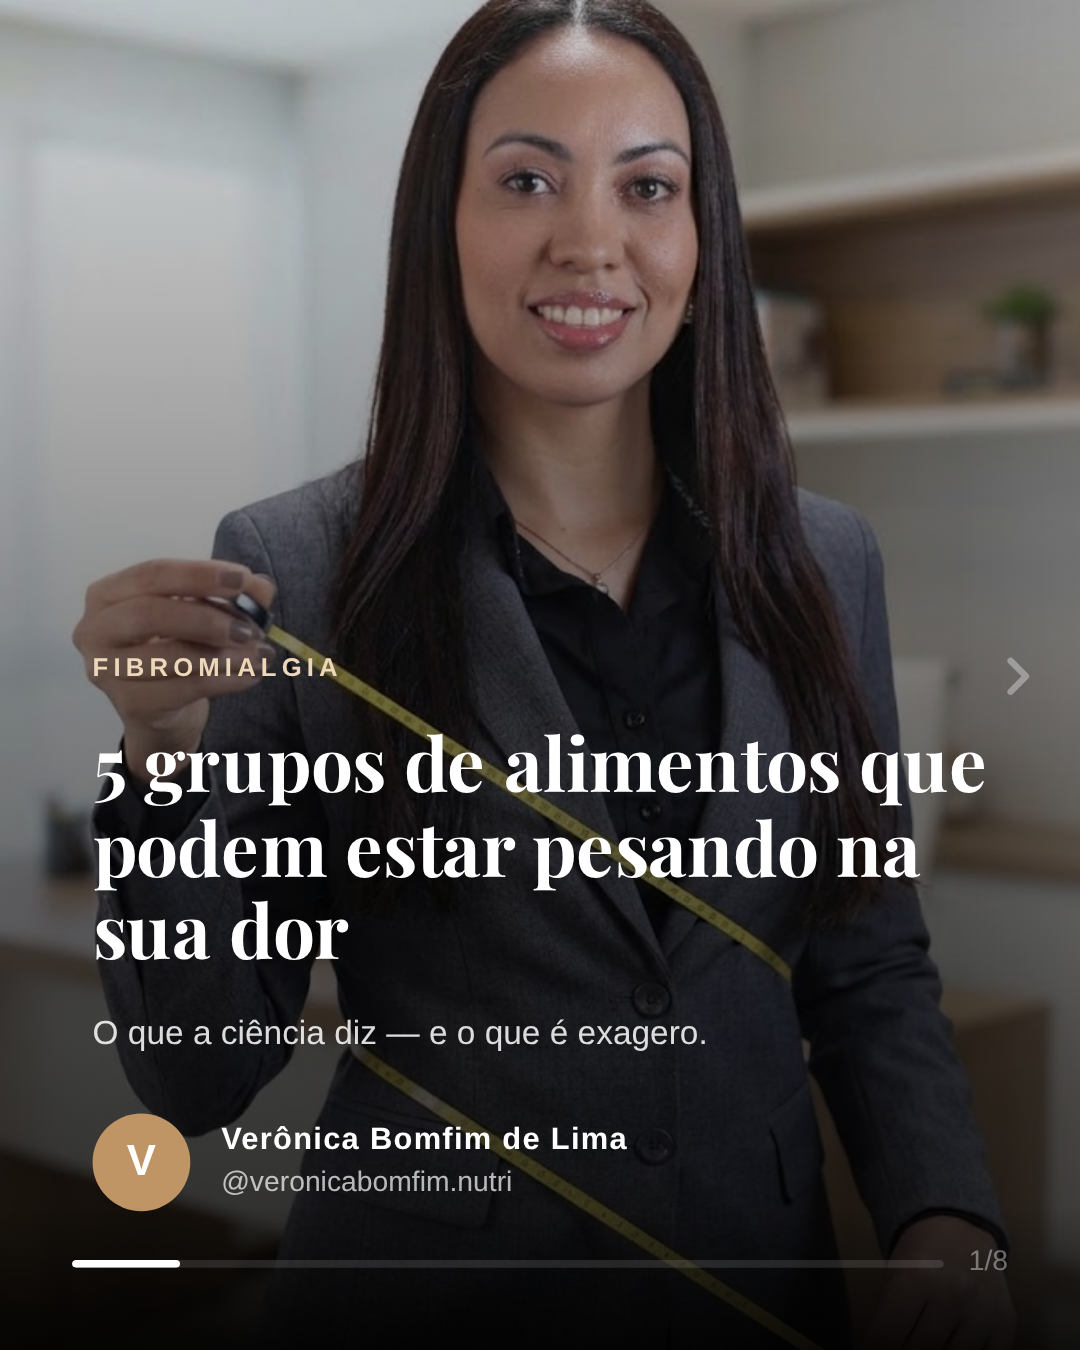 FIBROMIALGIA
5 grupos de alimentos que
podem estar pesando na
sua dor
O que a ciência diz — e o que é exagero.
V
Verônica Bomfim de Lima
@veronicabomfim.nutri
1/8